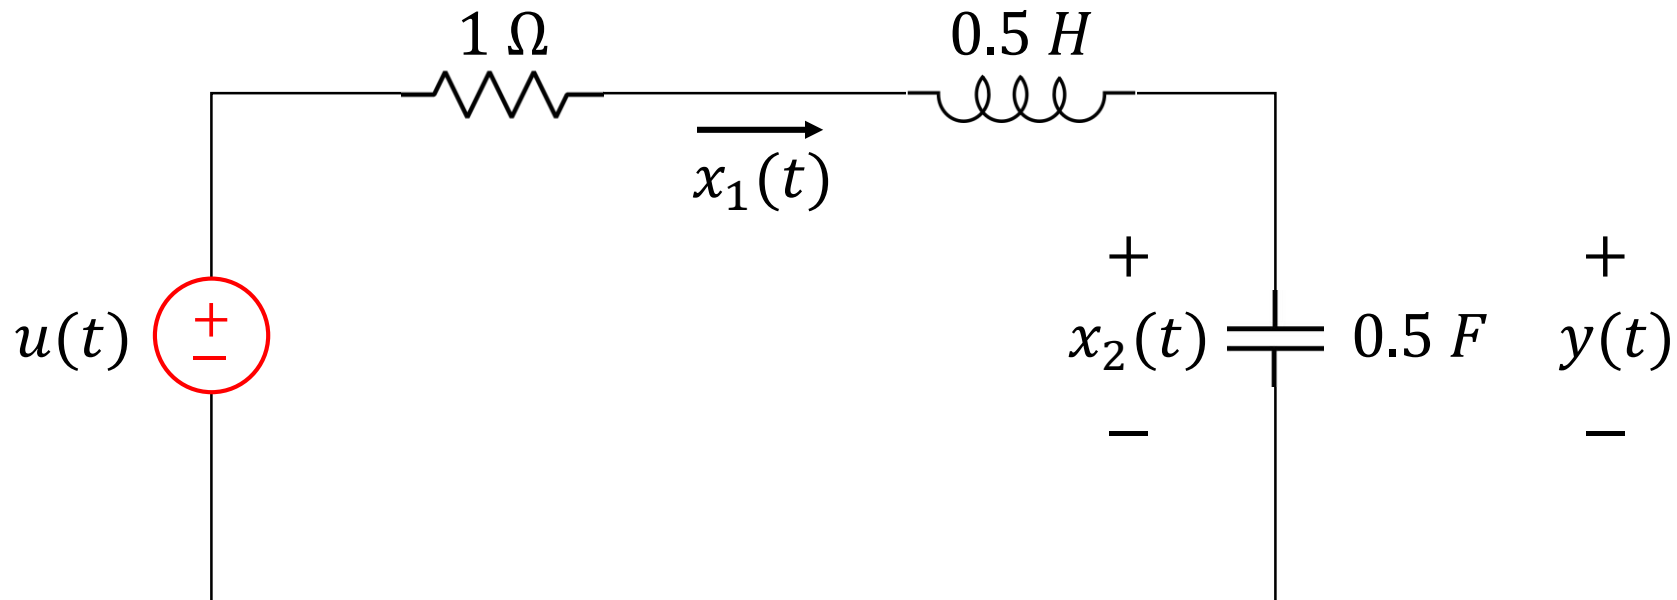 1 Ω
0.5 H
x₁(t)
+
+
u(t)
+
−
x₂(t)
0.5 F
y(t)
−
−